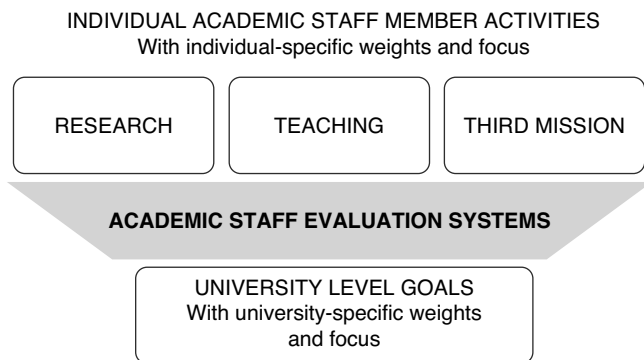 INDIVIDUAL ACADEMIC STAFF MEMBER ACTIVITIES
With individual-specific weights and focus
RESEARCH
TEACHING
THIRD MISSION
ACADEMIC STAFF EVALUATION SYSTEMS
UNIVERSITY LEVEL GOALS
With university-specific weights
and focus